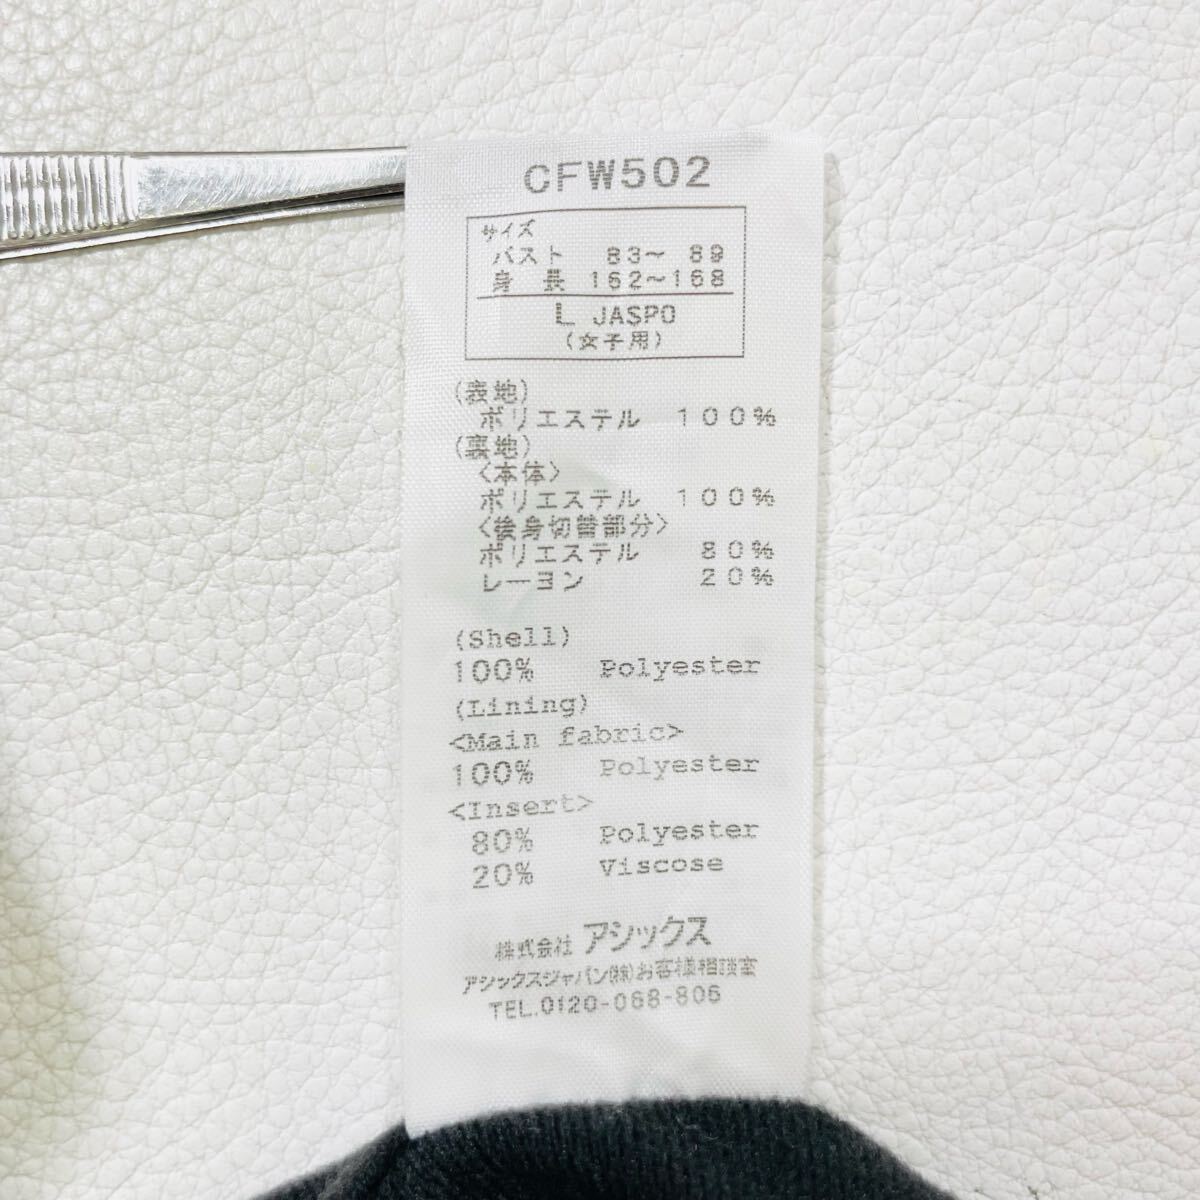 CFW502
サイズ
バスト 83～ 89
身 長 162～168
L JASPO
(女子用)
(表地)
ポリエステル 100%
(裏地)
<本体>
ポリエステル 100%
<後身切替部分>
ポリエステル 80%
レーヨン 20%
(Shell)
100% Polyester
(Lining)
<Main fabric>
100% Polyester
<Insert>
80% Polyester
20% Viscose
株式会社 アシックス
アシックスジャパン(株)お客様相談室
TEL.0120-068-806